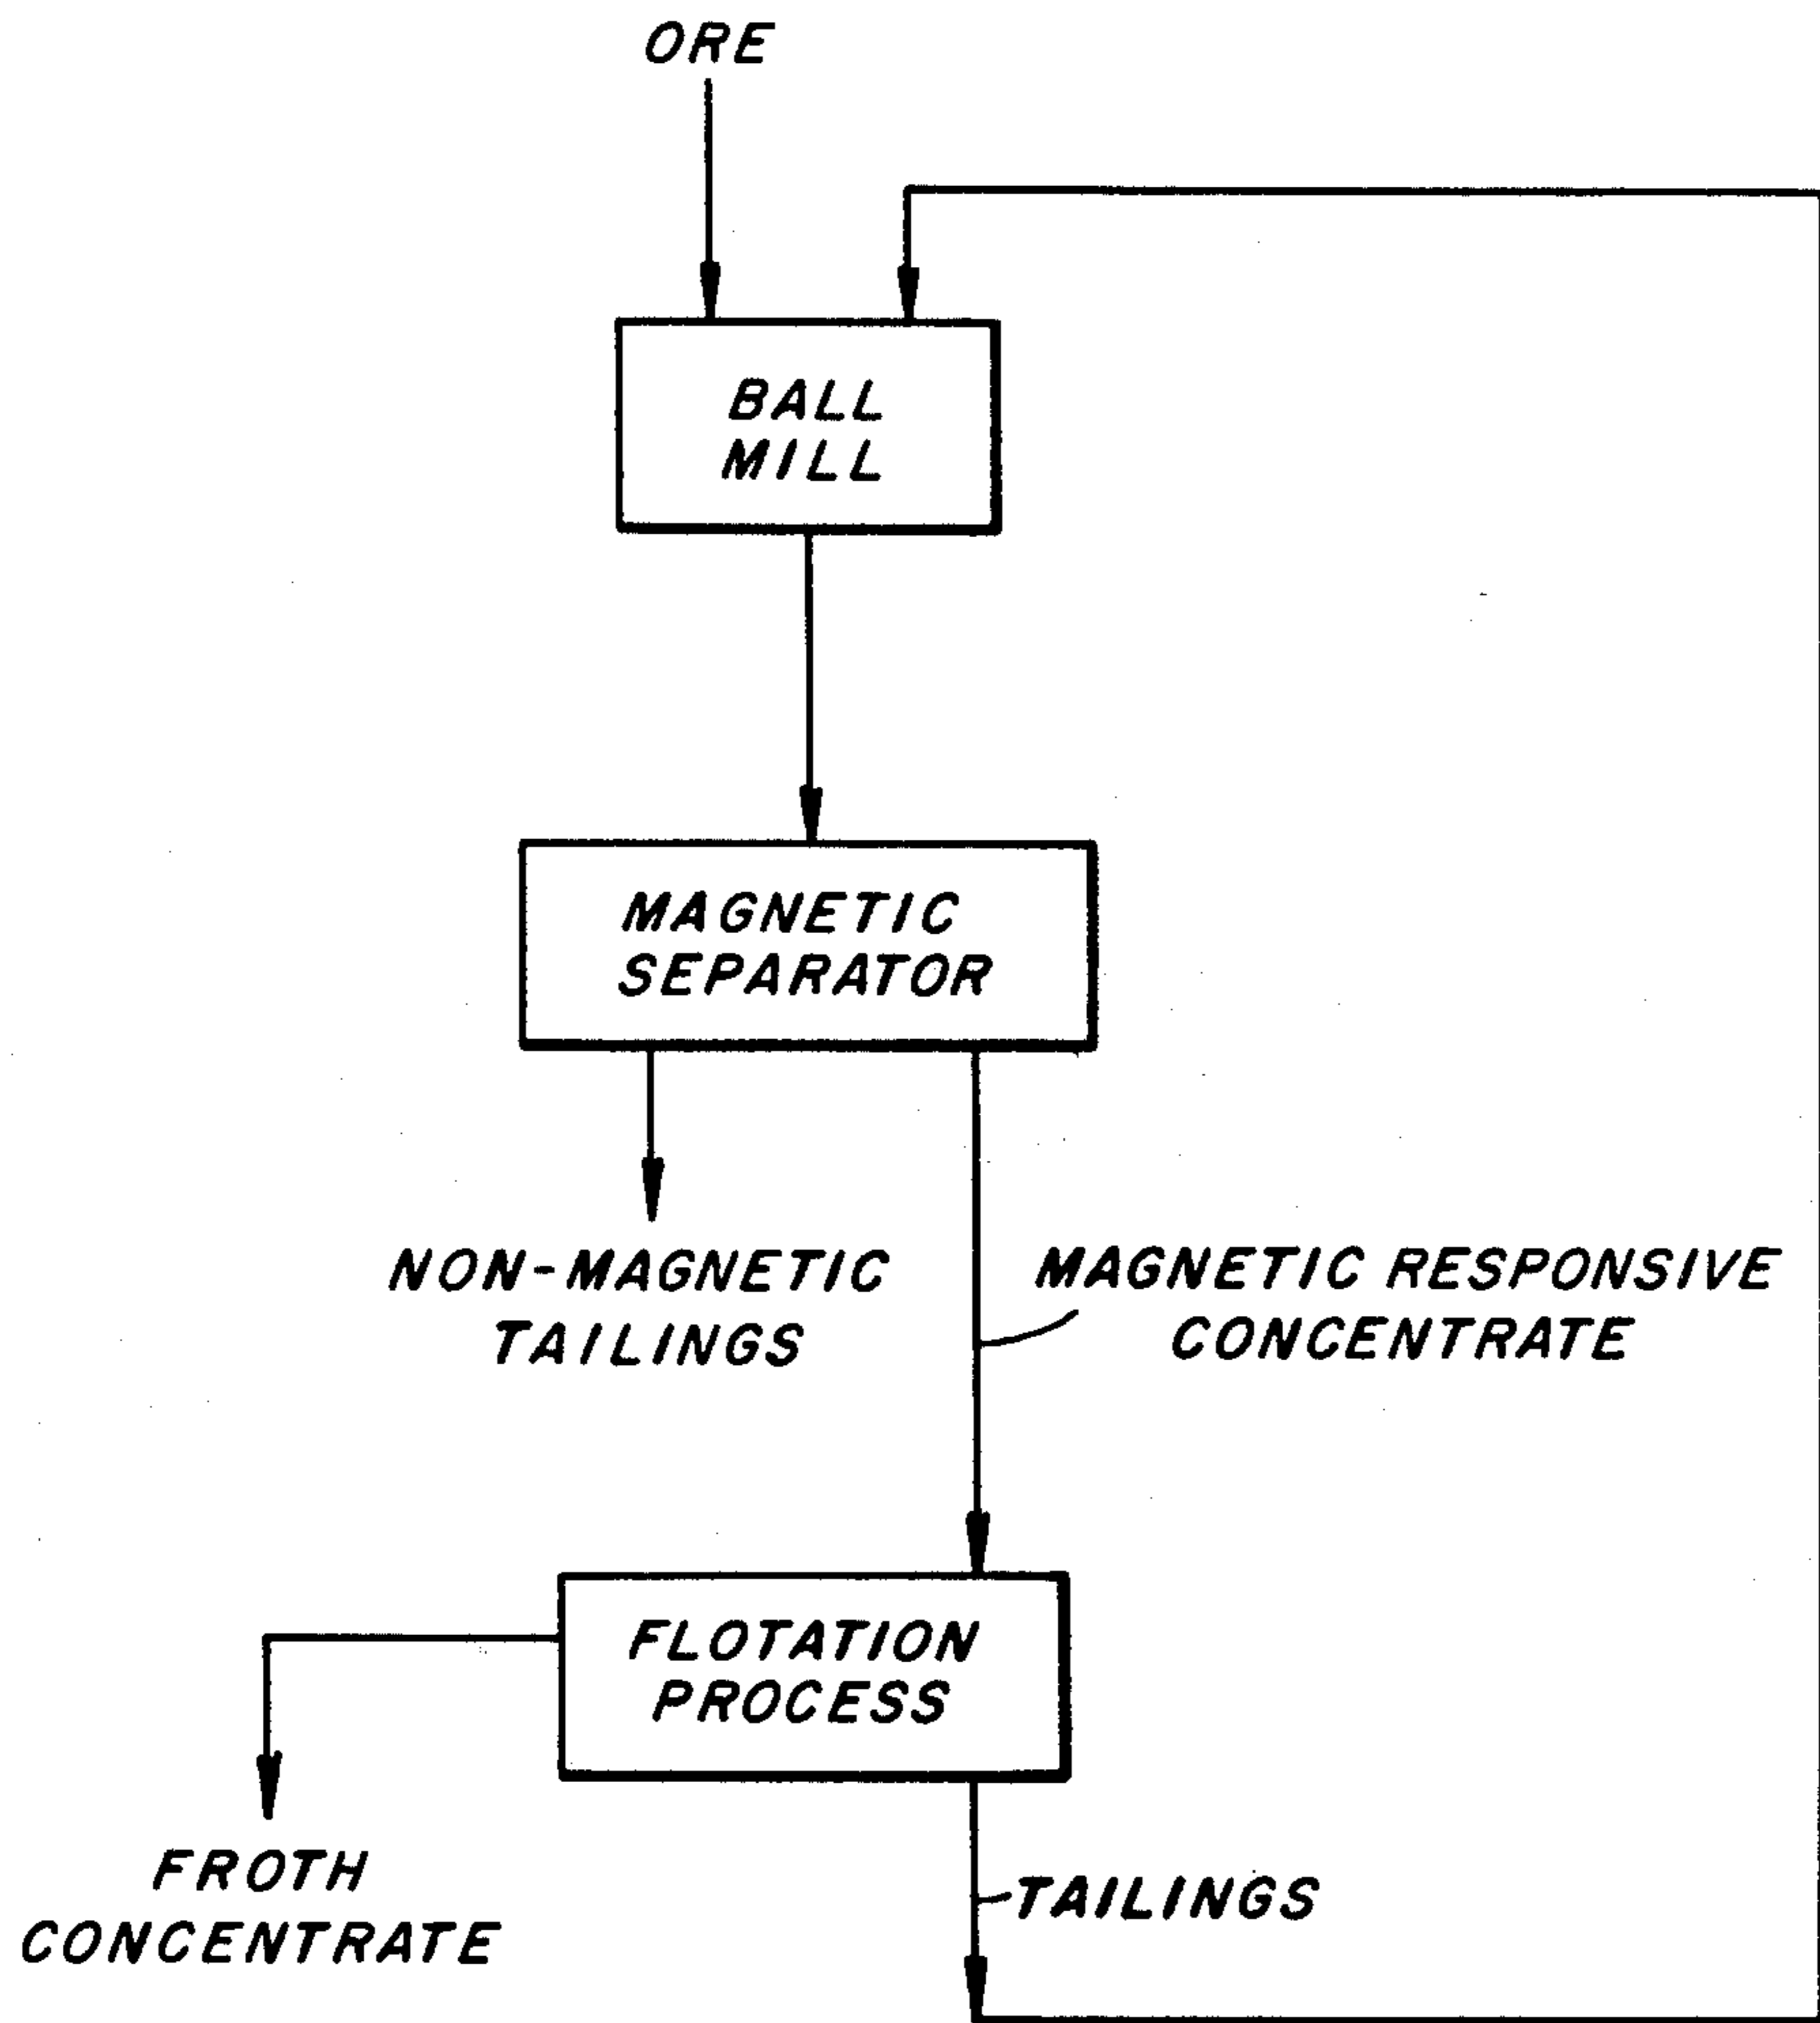 ORE
BALL
MILL
MAGNETIC
SEPARATOR
NON-MAGNETIC
TAILINGS
MAGNETIC RESPONSIVE
CONCENTRATE
FLOTATION
PROCESS
FROTH
CONCENTRATE
TAILINGS